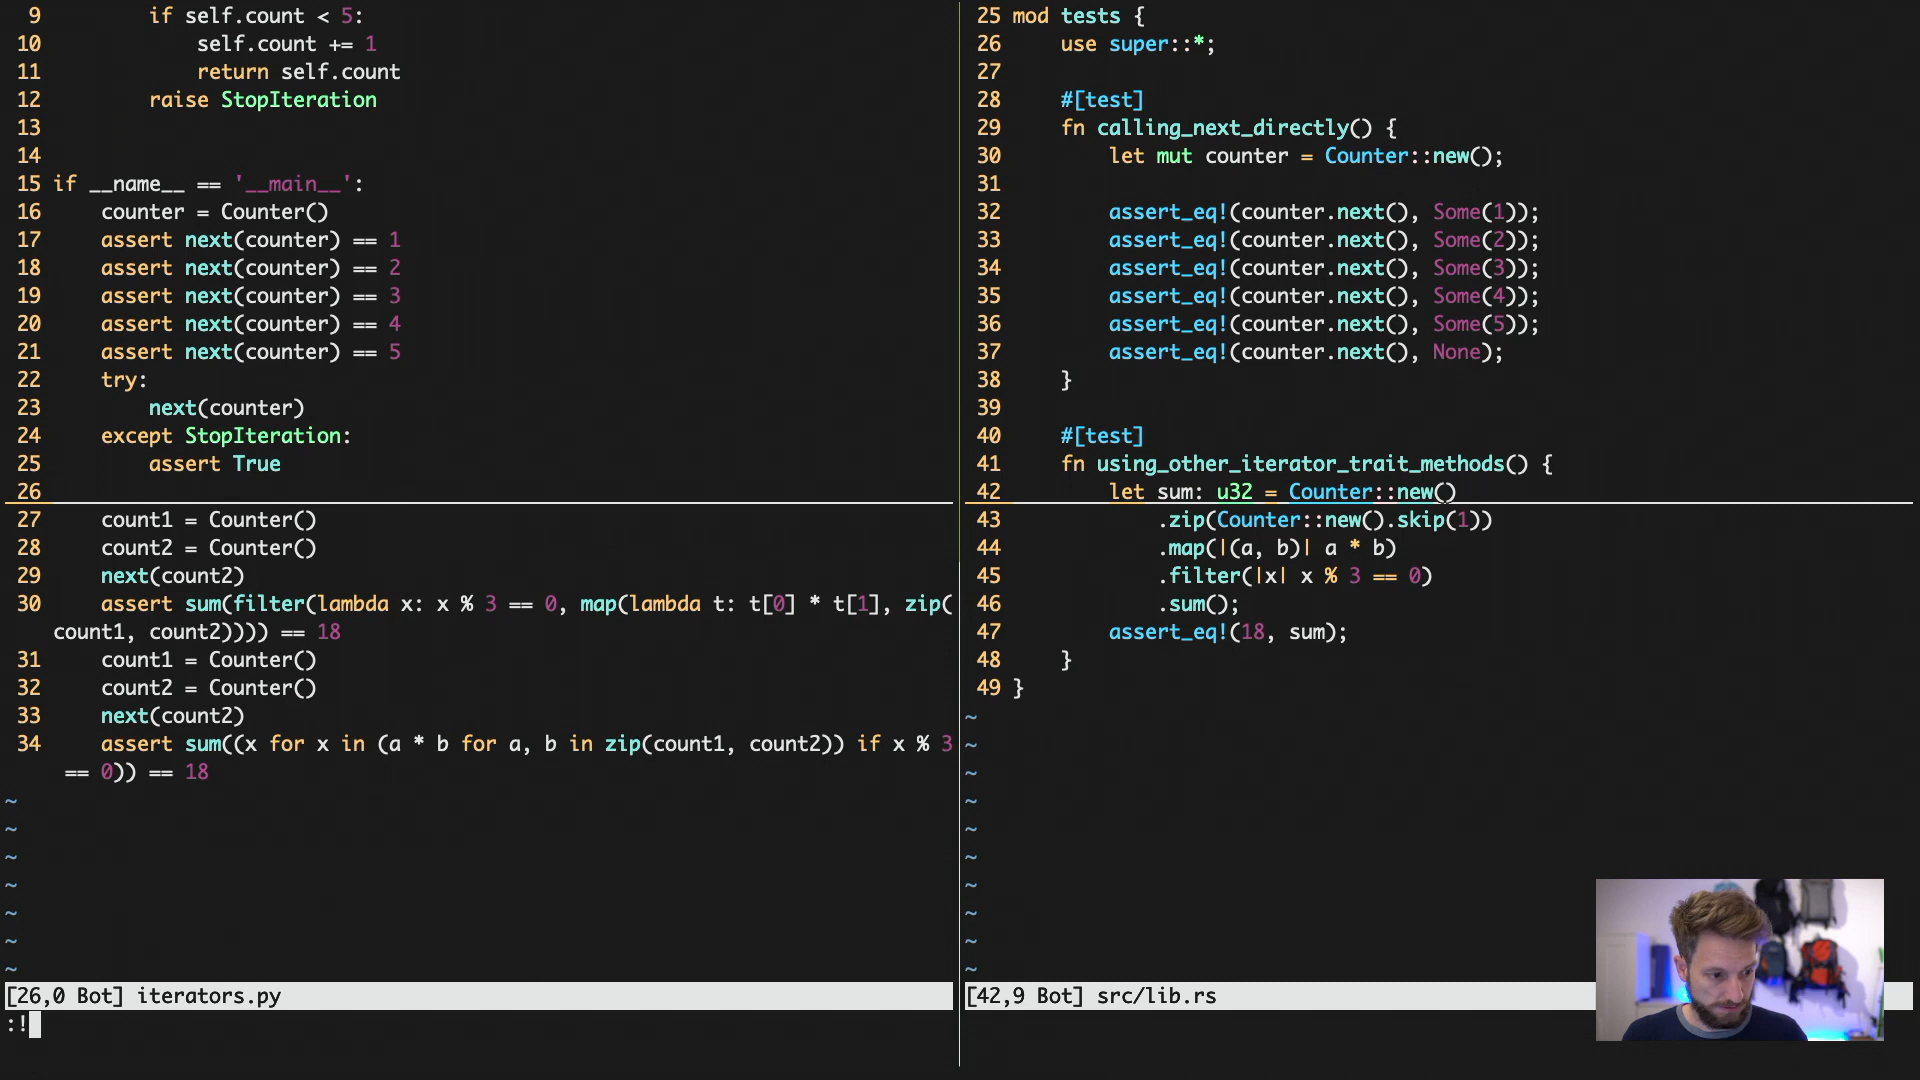 9         if self.count < 5:
10             self.count += 1
11             return self.count
12         raise StopIteration
13
14
15 if __name__ == '__main__':
16     counter = Counter()
17     assert next(counter) == 1
18     assert next(counter) == 2
19     assert next(counter) == 3
20     assert next(counter) == 4
21     assert next(counter) == 5
22     try:
23         next(counter)
24     except StopIteration:
25         assert True
26
27     count1 = Counter()
28     count2 = Counter()
29     next(count2)
30     assert sum(filter(lambda x: x % 3 == 0, map(lambda t: t[0] * t[1], zip(
count1, count2)))) == 18
31     count1 = Counter()
32     count2 = Counter()
33     next(count2)
34     assert sum((x for x in (a * b for a, b in zip(count1, count2)) if x % 3
 == 0)) == 18
~
~
~
~
~
~
~
[26,0 Bot] iterators.py
:!
25 mod tests {
26     use super::*;
27
28     #[test]
29     fn calling_next_directly() {
30         let mut counter = Counter::new();
31
32         assert_eq!(counter.next(), Some(1));
33         assert_eq!(counter.next(), Some(2));
34         assert_eq!(counter.next(), Some(3));
35         assert_eq!(counter.next(), Some(4));
36         assert_eq!(counter.next(), Some(5));
37         assert_eq!(counter.next(), None);
38     }
39
40     #[test]
41     fn using_other_iterator_trait_methods() {
42         let sum: u32 = Counter::new()
43             .zip(Counter::new().skip(1))
44             .map(|(a, b)| a * b)
45             .filter(|x| x % 3 == 0)
46             .sum();
47         assert_eq!(18, sum);
48     }
49 }
~
~
~
~
~
~
~
~
~
~
[42,9 Bot] src/lib.rs